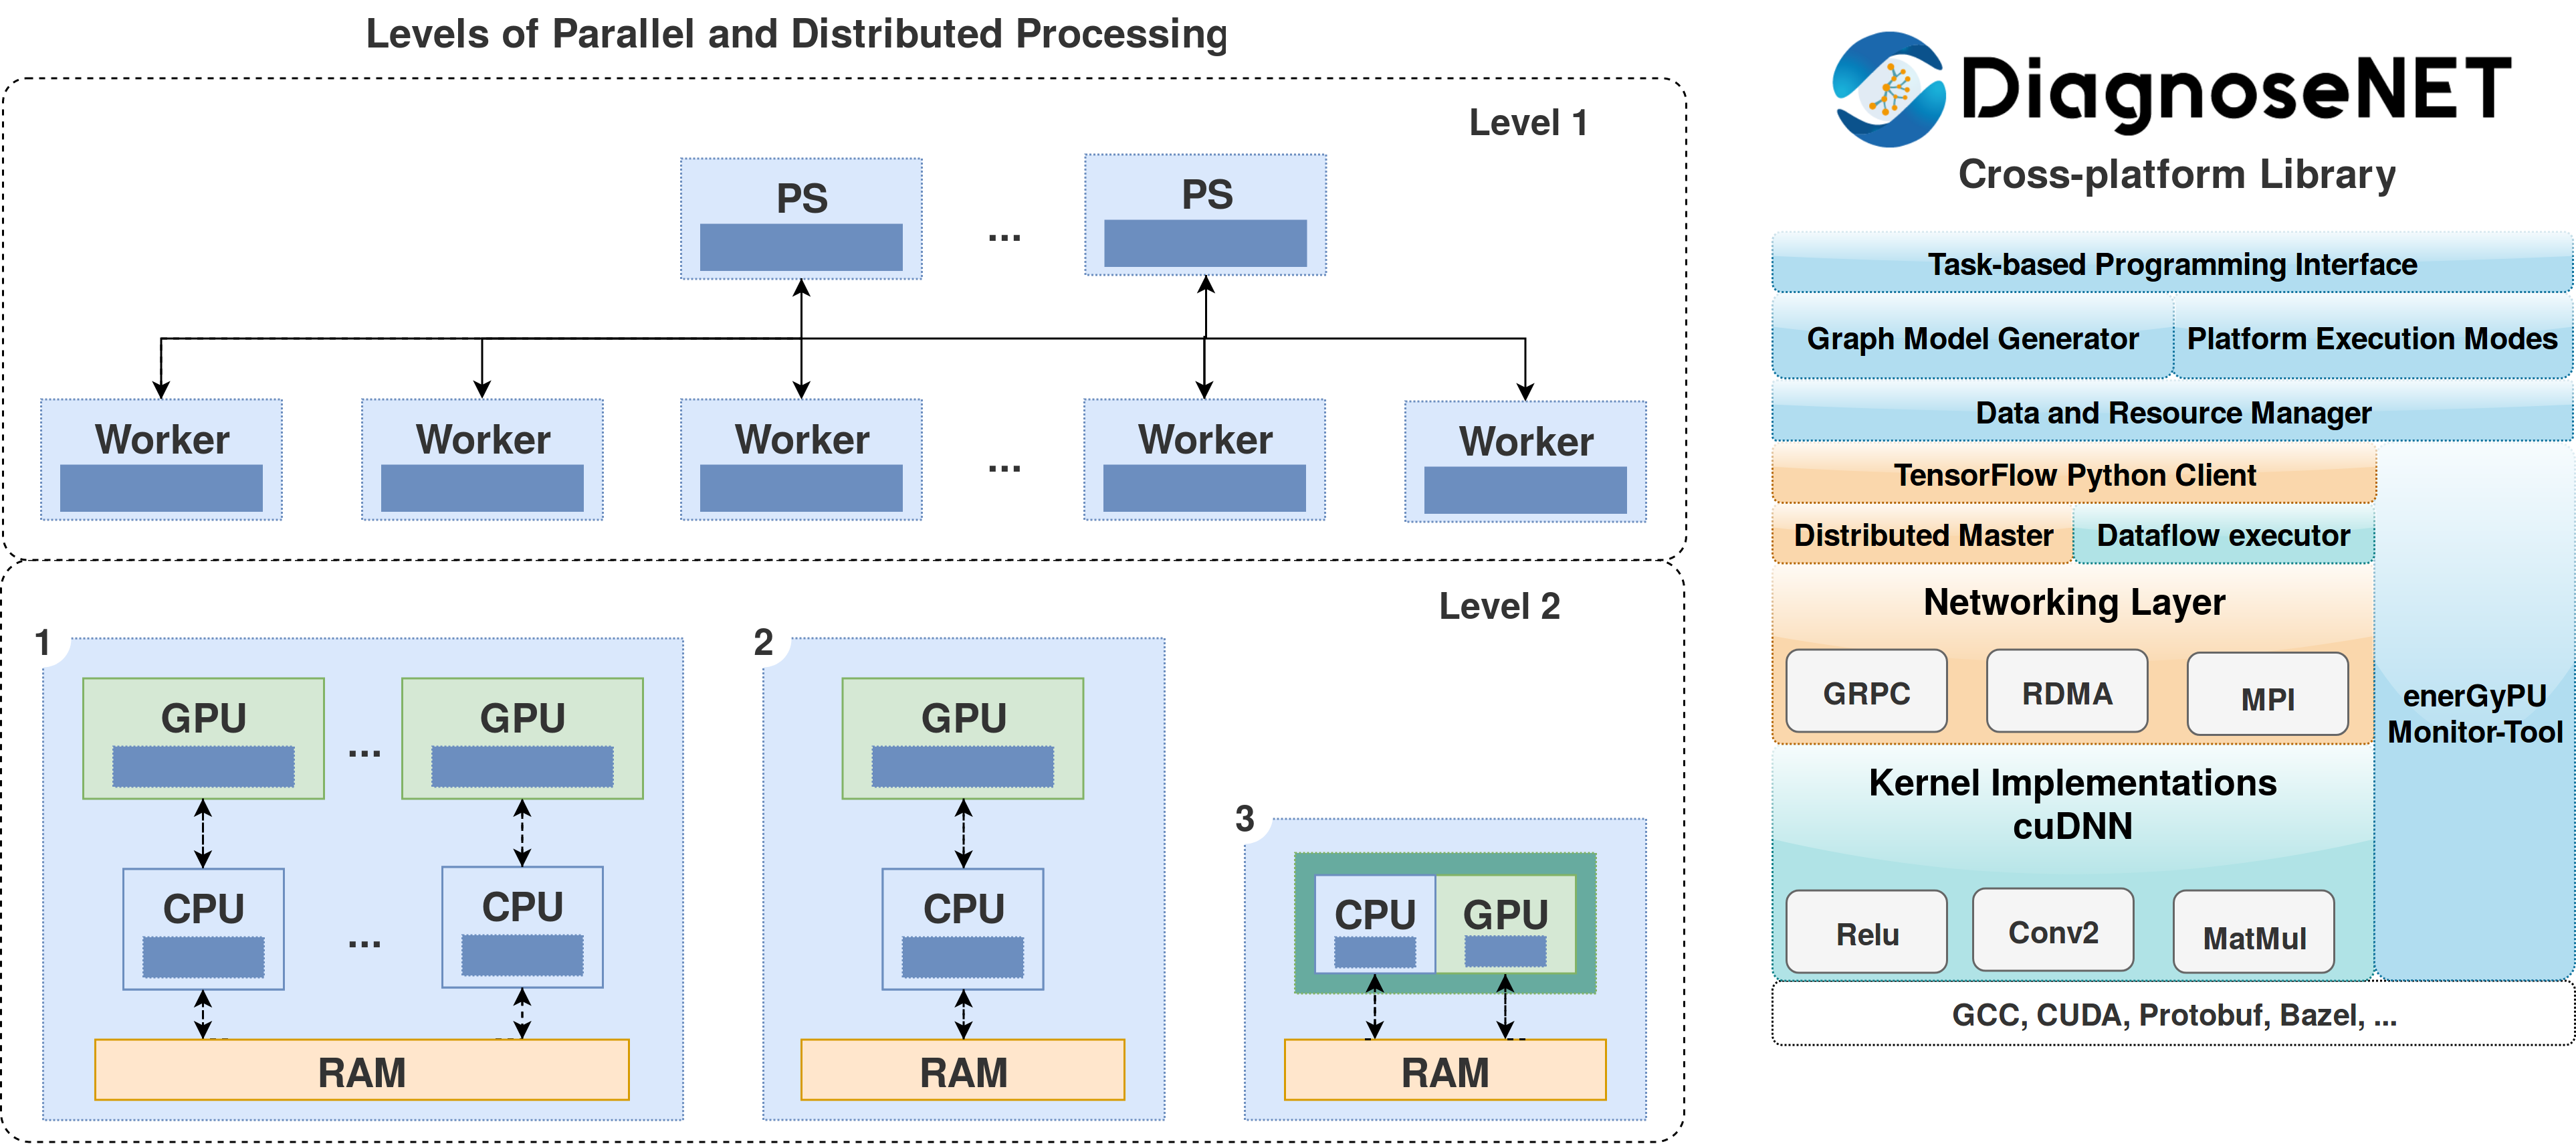 Levels of Parallel and Distributed Processing
Level 1
PS
...
PS
Worker
Worker
Worker
...
Worker
Worker
Level 2
1
GPU
...
GPU
CPU
...
CPU
RAM
2
GPU
CPU
RAM
3
CPU
GPU
RAM
DiagnoseNET
Cross-platform Library
Task-based Programming Interface
Graph Model Generator
Platform Execution Modes
Data and Resource Manager
TensorFlow Python Client
Distributed Master
Dataflow executor
Networking Layer
GRPC
RDMA
MPI
enerGyPU
Monitor-Tool
Kernel Implementations
cuDNN
Relu
Conv2
MatMul
GCC, CUDA, Protobuf, Bazel, ...